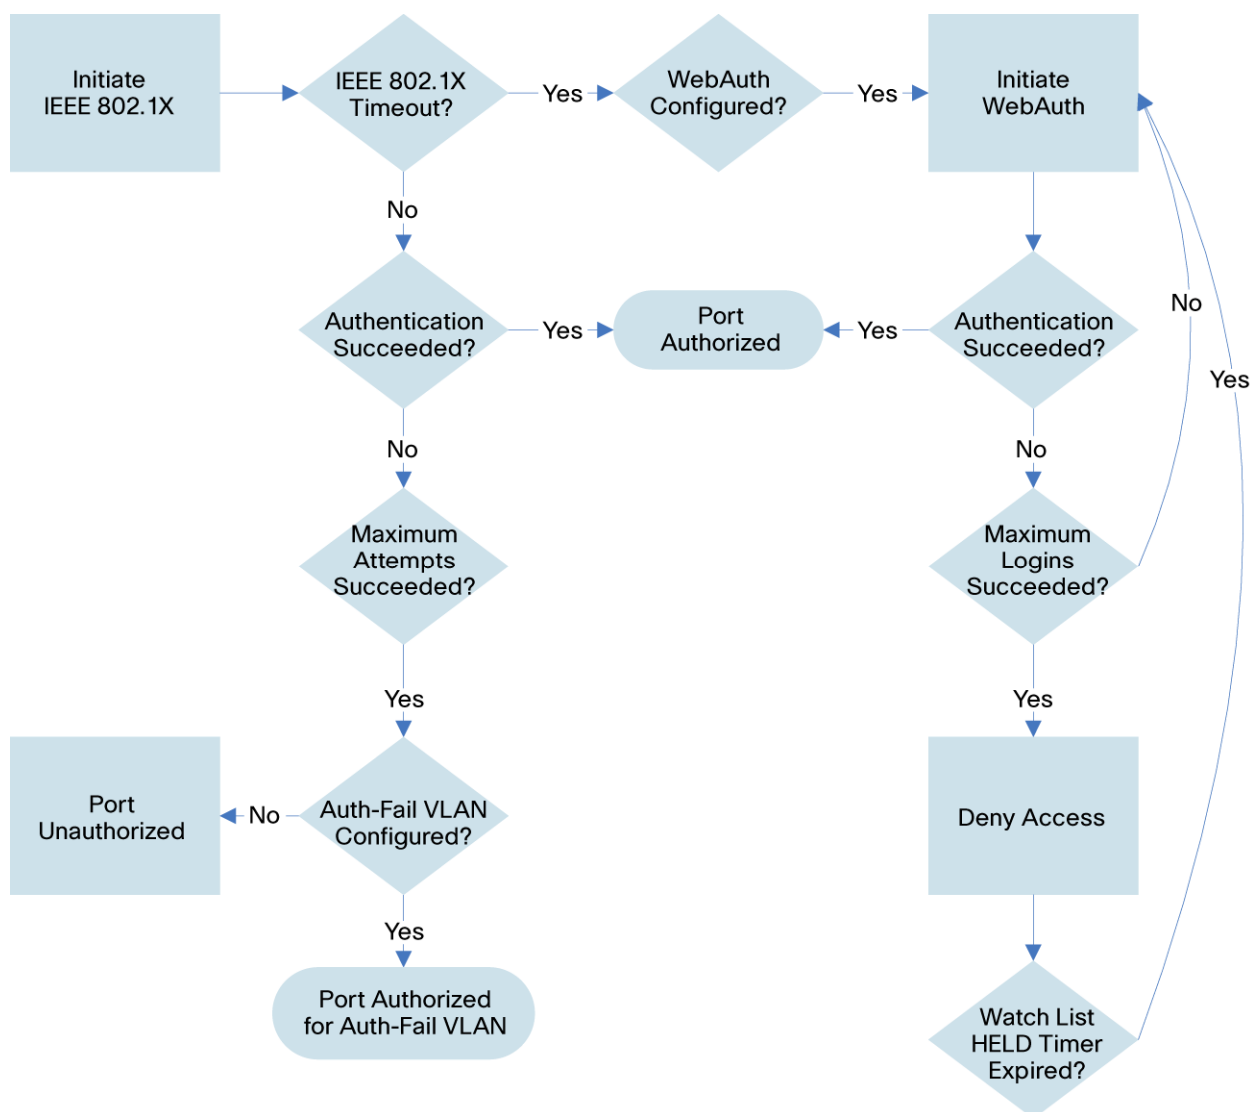 Initiate
IEEE 802.1X
IEEE 802.1X
Timeout?
Yes
WebAuth
Configured?
Yes
Initiate
WebAuth
No
No
Authentication
Succeeded?
Yes
Port
Authorized
Yes
Authentication
Succeeded?
Yes
No
No
Maximum
Attempts
Succeeded?
Maximum
Logins
Succeeded?
Yes
Yes
Port
Unauthorized
No
Auth-Fail VLAN
Configured?
Deny Access
Yes
Port Authorized
for Auth-Fail VLAN
Watch List
HELD Timer
Expired?